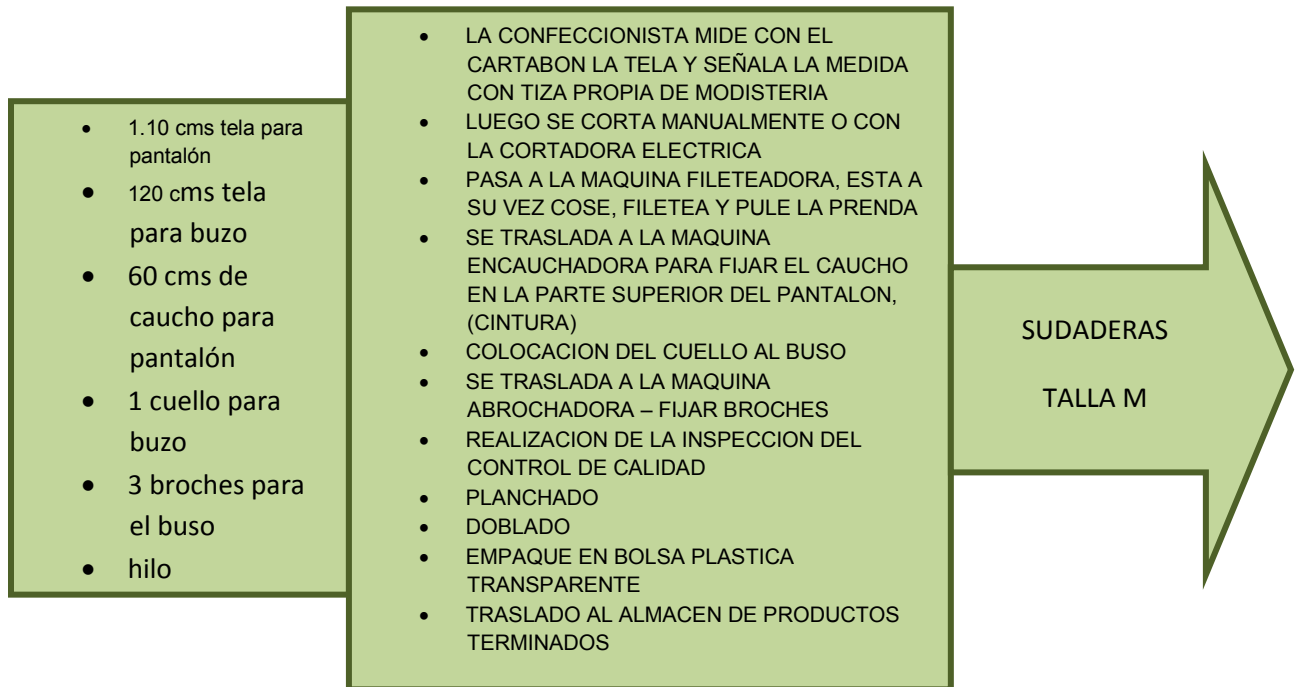 • 1.10 cms tela para
pantalón
• 120 cms tela
para buzo
• 60 cms de
caucho para
pantalón
• 1 cuello para
buzo
• 3 broches para
el buso
• hilo
• LA CONFECCIONISTA MIDE CON EL
CARTABON LA TELA Y SEÑALA LA MEDIDA
CON TIZA PROPIA DE MODISTERIA
• LUEGO SE CORTA MANUALMENTE O CON
LA CORTADORA ELECTRICA
• PASA A LA MAQUINA FILETEADORA, ESTA A
SU VEZ COSE, FILETEA Y PULE LA PRENDA
• SE TRASLADA A LA MAQUINA
ENCAUCHADORA PARA FIJAR EL CAUCHO
EN LA PARTE SUPERIOR DEL PANTALON,
(CINTURA)
• COLOCACION DEL CUELLO AL BUSO
• SE TRASLADA A LA MAQUINA
ABROCHADORA – FIJAR BROCHES
• REALIZACION DE LA INSPECCION DEL
CONTROL DE CALIDAD
• PLANCHADO
• DOBLADO
• EMPAQUE EN BOLSA PLASTICA
TRANSPARENTE
• TRASLADO AL ALMACEN DE PRODUCTOS
TERMINADOS
SUDADERAS
TALLA M